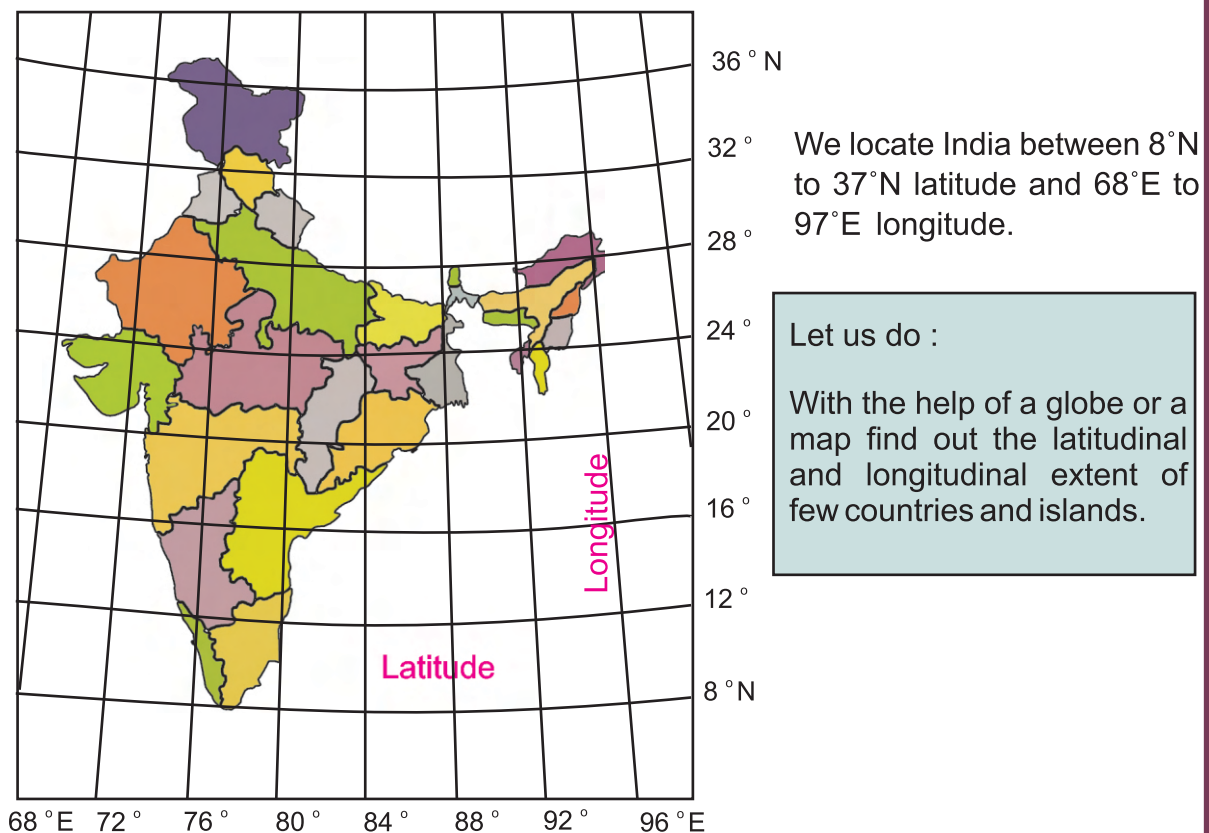 36 °N
32 °
28 °
24 °
20 °
16 °
12 °
8 °N
68 °E 72 ° 76 ° 80 ° 84 ° 88 ° 92 ° 96 °E
Latitude
Longitude
We locate India between 8°N
to 37°N latitude and 68°E to
97°E longitude.
Let us do :
With the help of a globe or a
map find out the latitudinal
and longitudinal extent of
few countries and islands.